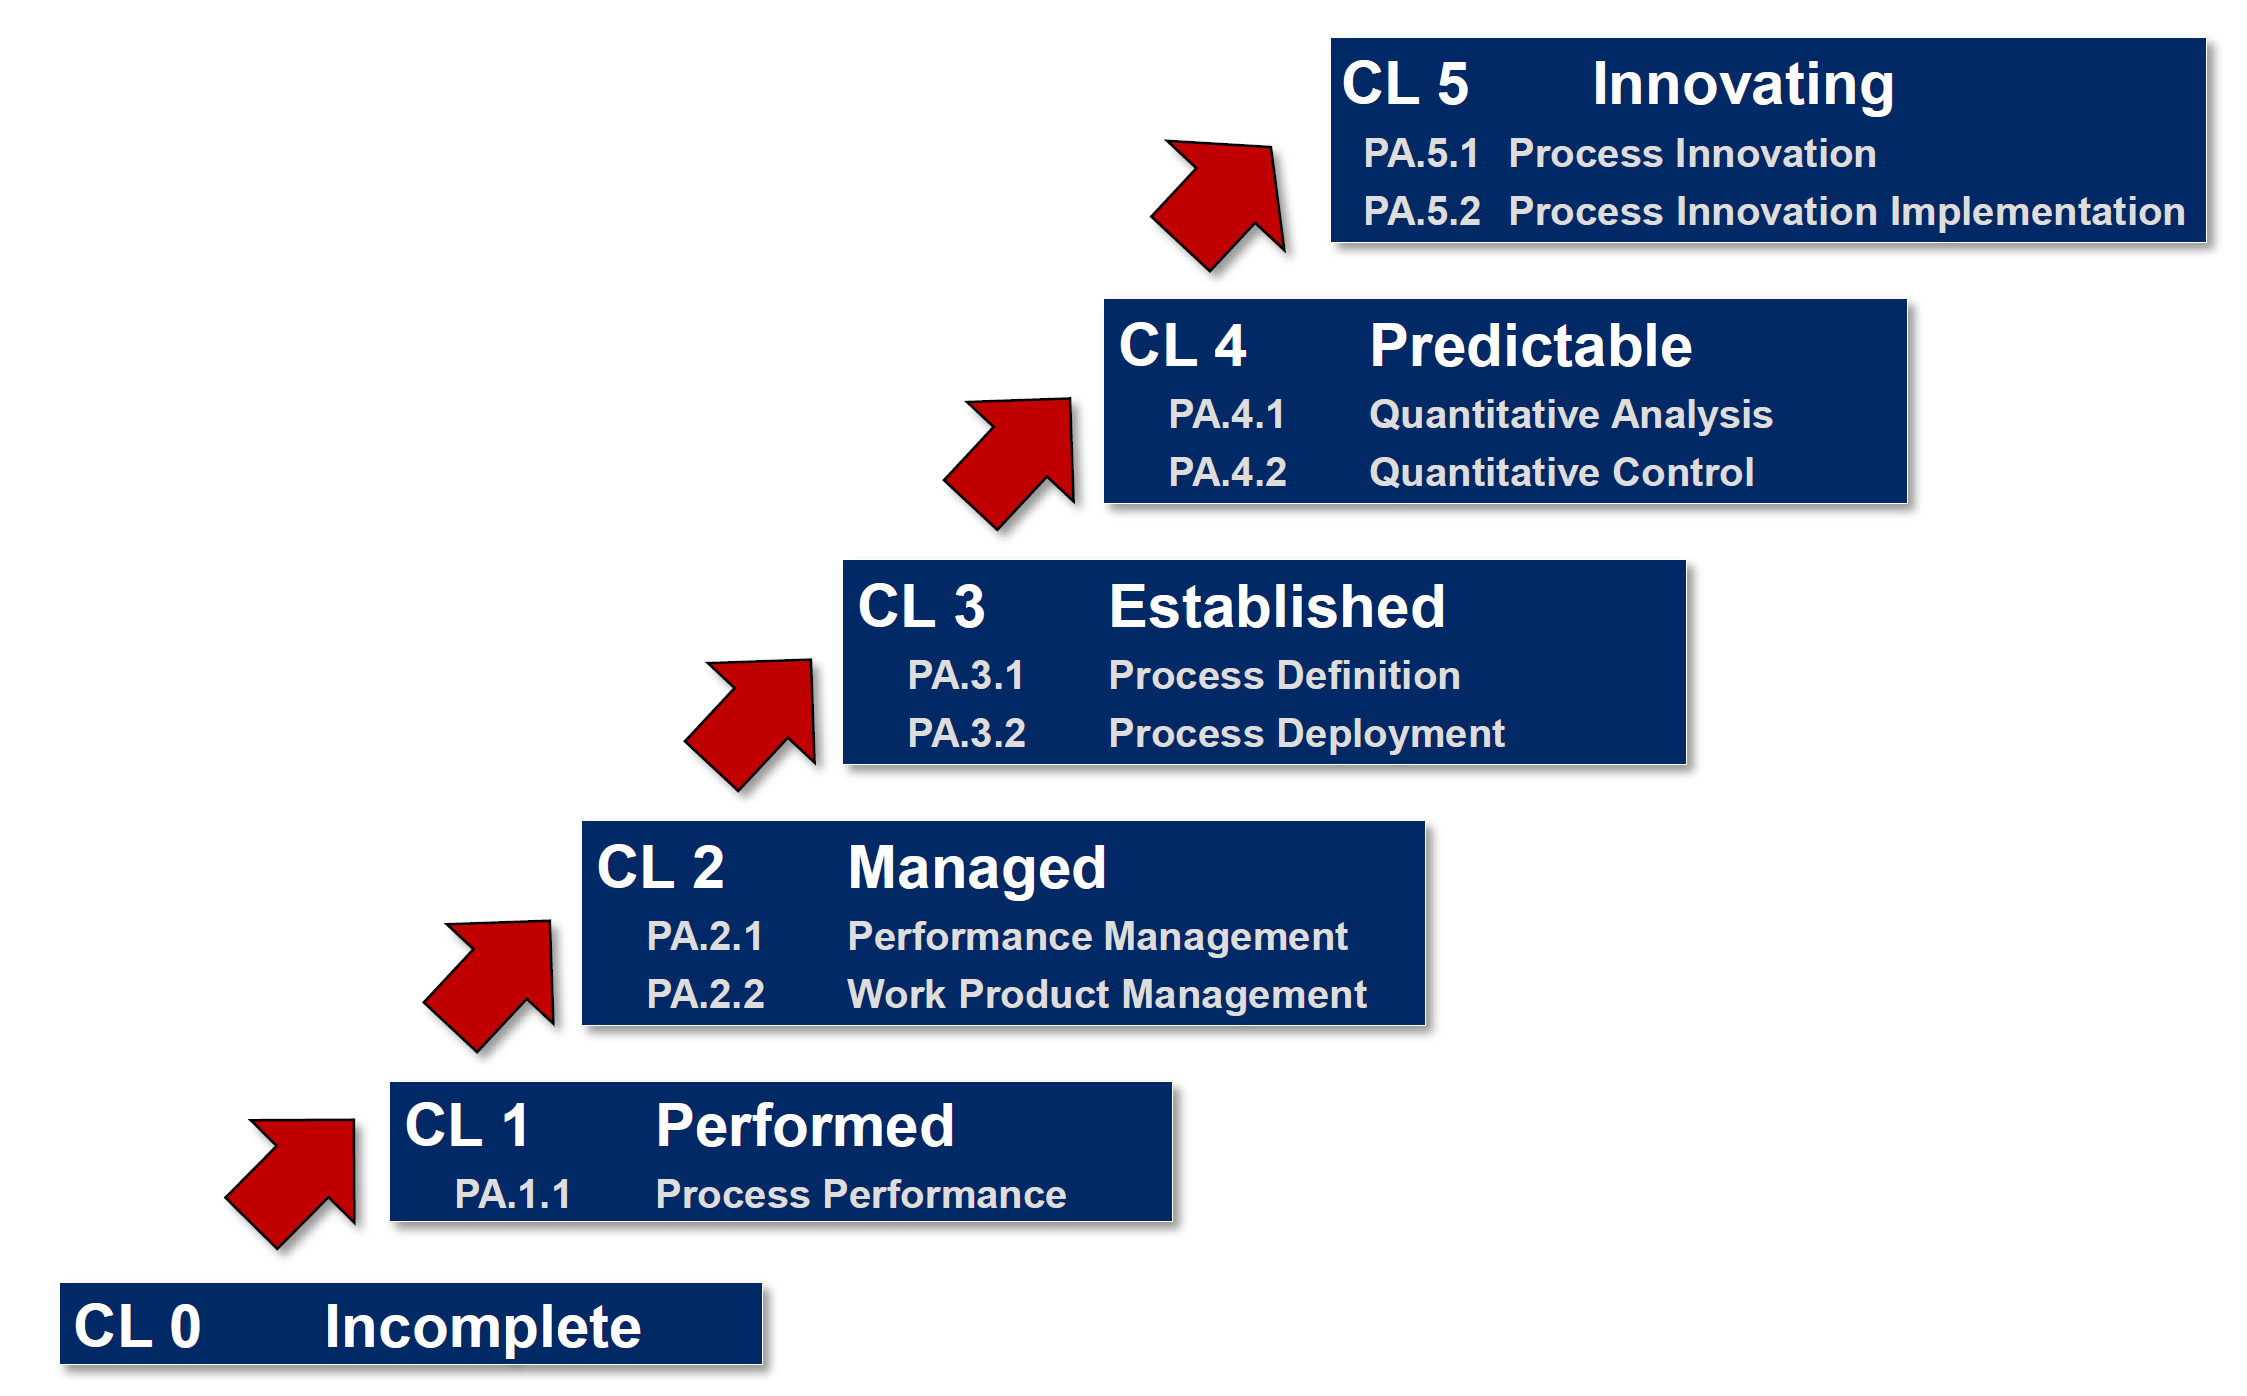 CL 5 Innovating
PA.5.1 Process Innovation
PA.5.2 Process Innovation Implementation
CL 4 Predictable
PA.4.1 Quantitative Analysis
PA.4.2 Quantitative Control
CL 3 Established
PA.3.1 Process Definition
PA.3.2 Process Deployment
CL 2 Managed
PA.2.1 Performance Management
PA.2.2 Work Product Management
CL 1 Performed
PA.1.1 Process Performance
CL 0 Incomplete